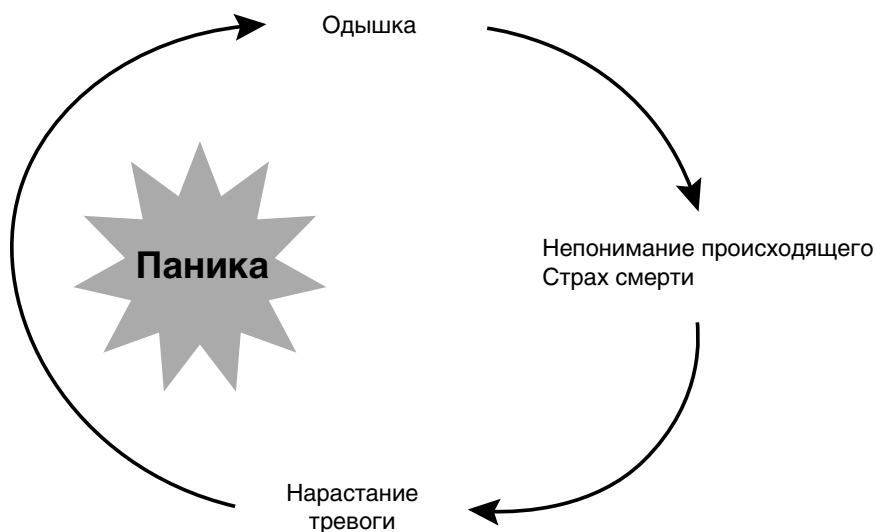 Одышка
Паника
Непонимание происходящего
Страх смерти
Нарастание
тревоги